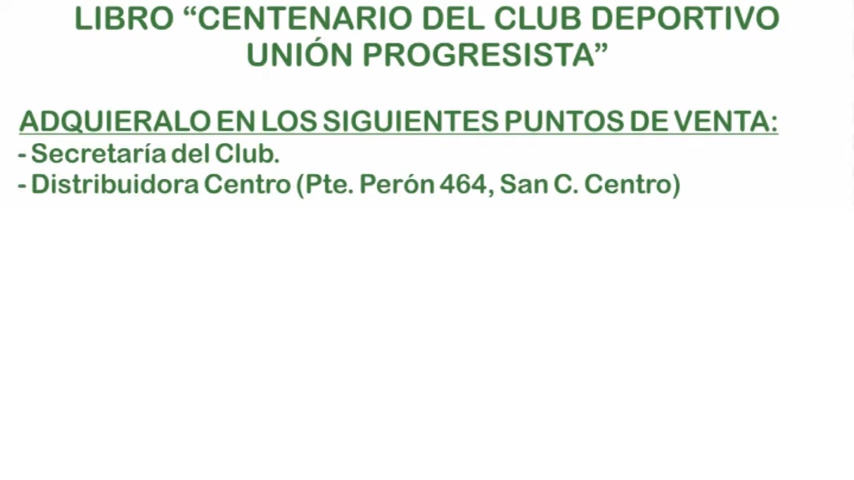 LIBRO “CENTENARIO DEL CLUB DEPORTIVO
UNIÓN PROGRESISTA”
ADQUIERALO EN LOS SIGUIENTES PUNTOS DE VENTA:
- Secretaría del Club.
- Distribuidora Centro (Pte. Perón 464, San C. Centro)